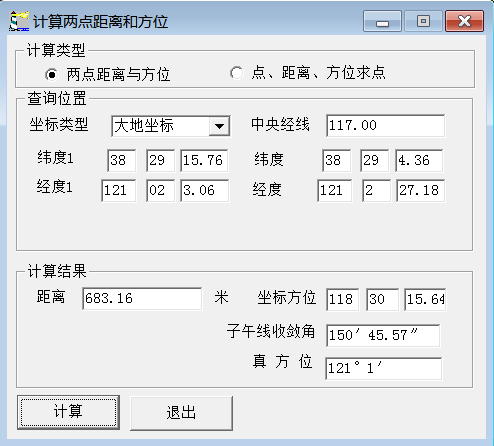 计算两点距离和方位
计算类型
两点距离与方位 点、距离、方位求点
查询位置
坐标类型 大地坐标 中央经线 117.00
纬度1 38 29 15.76 纬度 38 29 4.36
经度1 121 02 3.06 经度 121 2 27.18
计算结果
距离 683.16 米 坐标方位 118 30 15.64
子午线收敛角 150′45.57″
真 方 位 121°1′
计算 退出